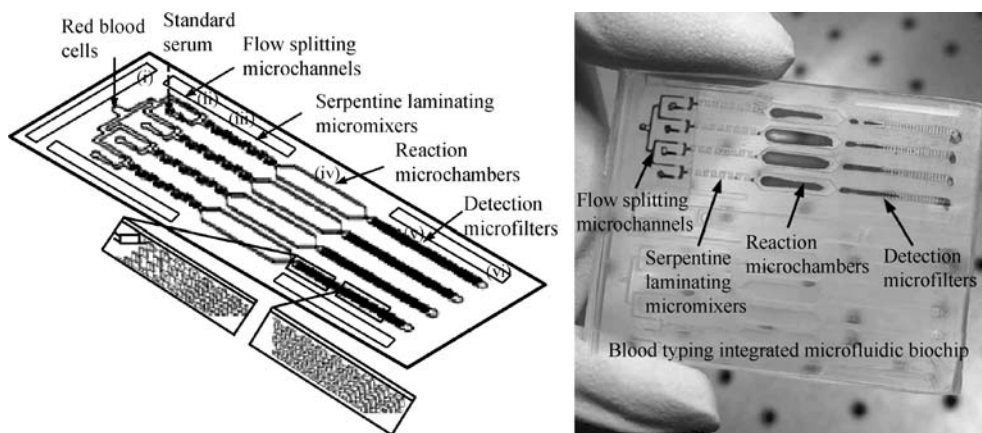 Red blood
cells
Standard
serum
Flow splitting
microchannels
Serpentine laminating
micromixers
Reaction
microchambers
Detection
microfilters
(i)
(ii)
(iii)
(iv)
(v)
(vi)
Flow splitting
microchannels
Serpentine
laminating
micromixers
Reaction
microchambers
Detection
microfilters
Blood typing integrated microfluidic biochip